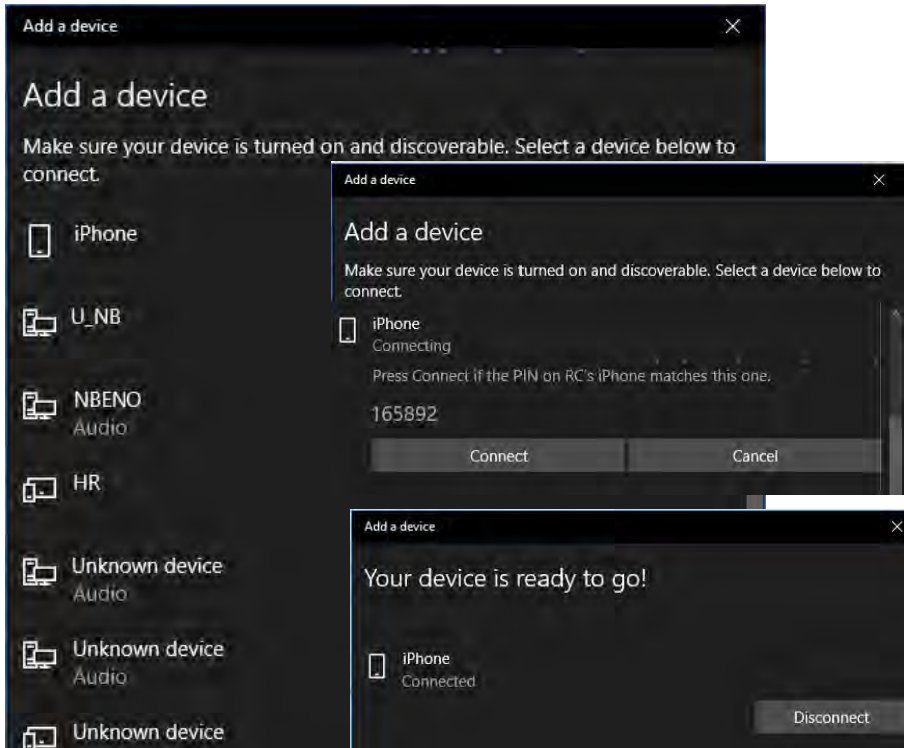 Add a device
Add a device
Make sure your device is turned on and discoverable. Select a device below to
connect.
iPhone
U_NB
NBENO
Audio
HR
Unknown device
Audio
Unknown device
Audio
Unknown device
Add a device
Add a device
Make sure your device is turned on and discoverable. Select a device below to
connect.
iPhone
Connecting
Press Connect if the PIN on RC's iPhone matches this one.
165892
Connect Cancel
Add a device
Your device is ready to go!
iPhone
Connected
Disconnect